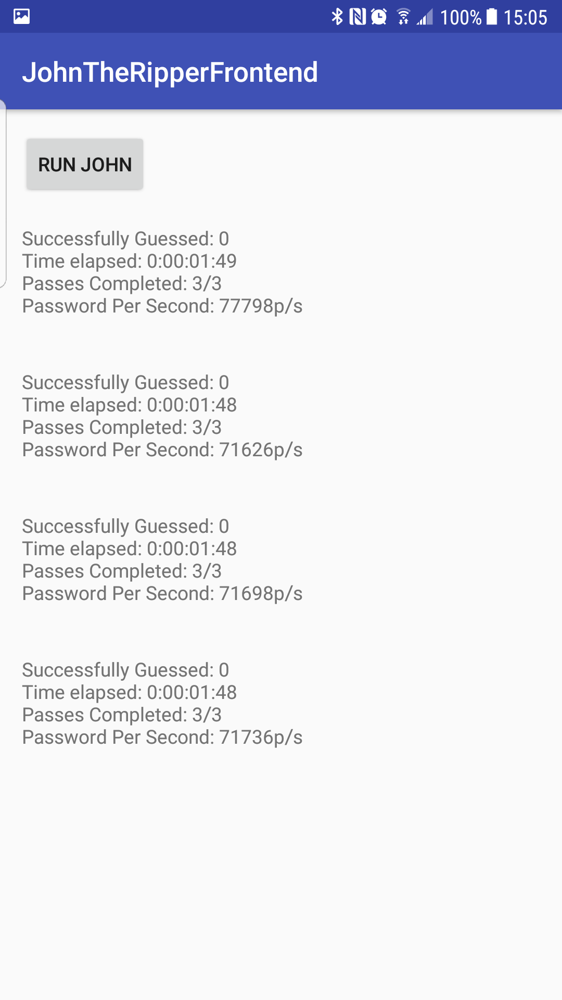 100% 15:05
JohnTheRipperFrontend
RUN JOHN
Successfully Guessed: 0
Time elapsed: 0:00:01:49
Passes Completed: 3/3
Password Per Second: 77798p/s
Successfully Guessed: 0
Time elapsed: 0:00:01:48
Passes Completed: 3/3
Password Per Second: 71626p/s
Successfully Guessed: 0
Time elapsed: 0:00:01:48
Passes Completed: 3/3
Password Per Second: 71698p/s
Successfully Guessed: 0
Time elapsed: 0:00:01:48
Passes Completed: 3/3
Password Per Second: 71736p/s